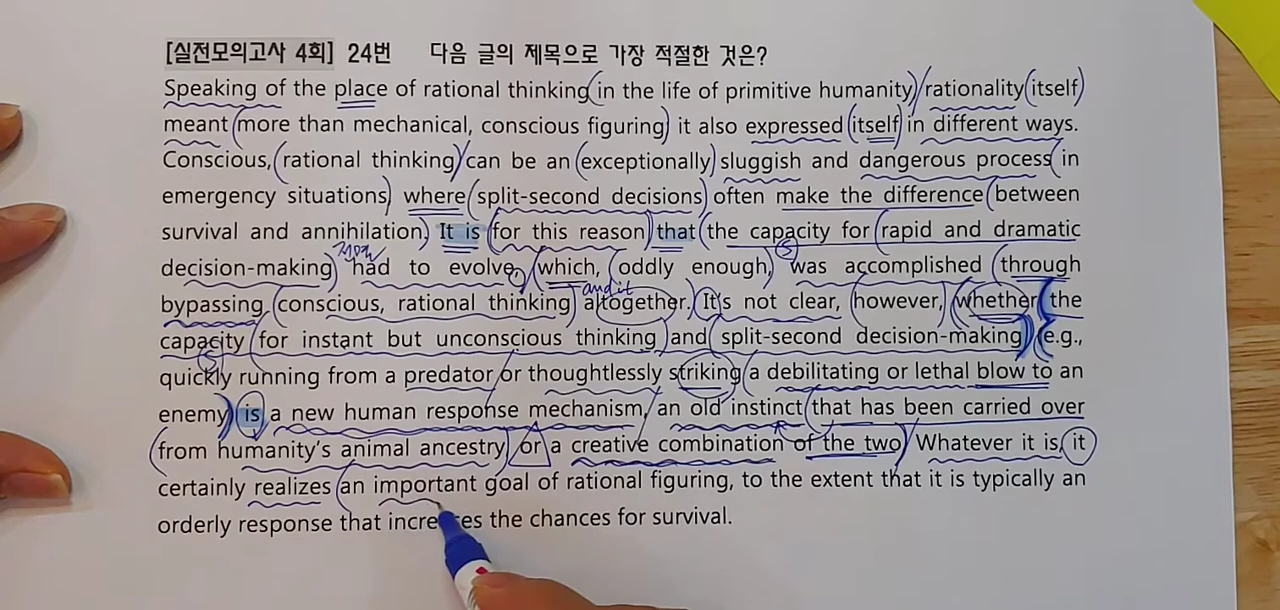 [실전모의고사 4회] 24번 다음 글의 제목으로 가장 적절한 것은?
Speaking of the place of rational thinking in the life of primitive humanity, rationality itself
meant more than mechanical, conscious figuring; it also expressed itself in different ways.
Conscious, rational thinking can be an exceptionally sluggish and dangerous process in
emergency situations, where split-second decisions often make the difference between
survival and annihilation. It is for this reason that the capacity for rapid and dramatic
decision-making had to evolve, which, oddly enough, was accomplished through
and it
bypassing conscious, rational thinking altogether. It's not clear, however, whether the
capacity for instant but unconscious thinking and split-second decision-making (e.g.,
S
quickly running from a predator or thoughtlessly striking a debilitating or lethal blow to an
enemy) is a new human response mechanism, an old instinct that has been carried over
from humanity's animal ancestry, or a creative combination of the two. Whatever it is, it
certainly realizes an important goal of rational figuring, to the extent that it is typically an
orderly response that increases the chances for survival.